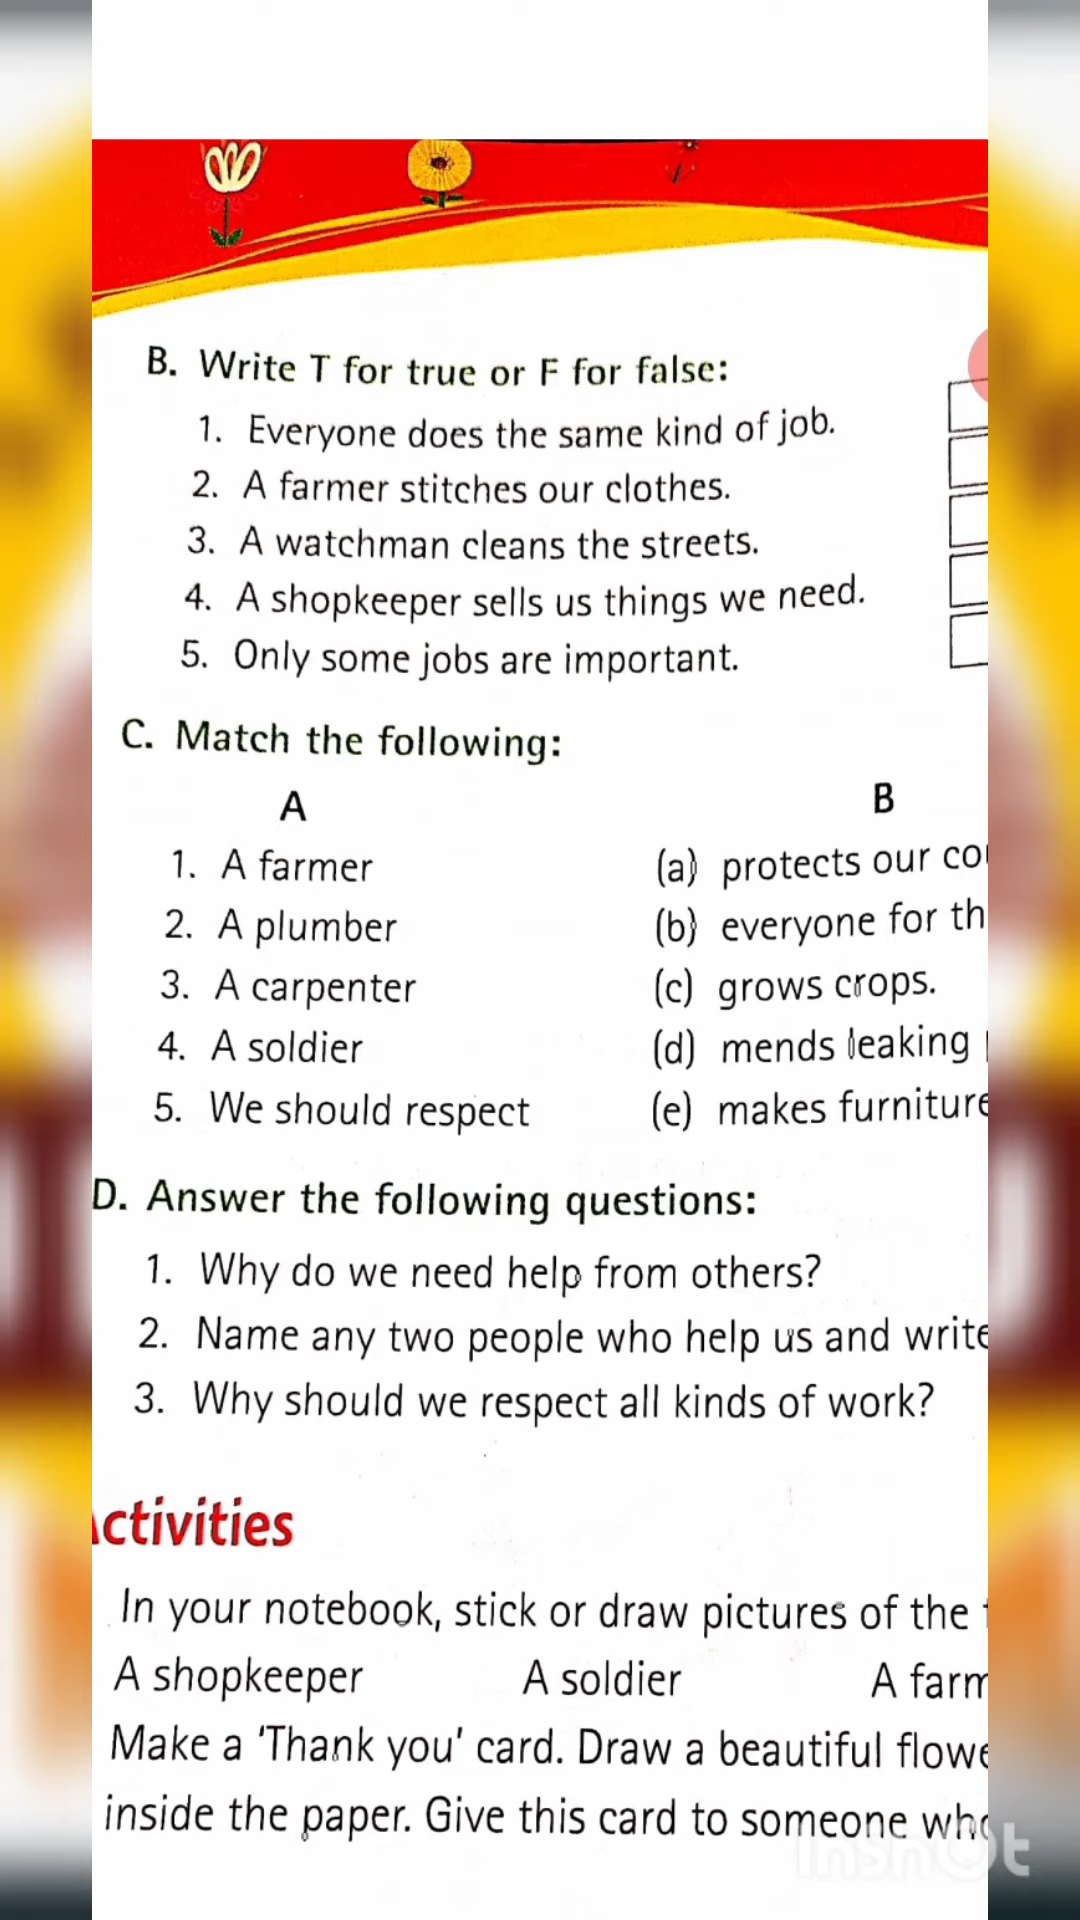 B. Write T for true or F for false:
1. Everyone does the same kind of job.
2. A farmer stitches our clothes.
3. A watchman cleans the streets.
4. A shopkeeper sells us things we need.
5. Only some jobs are important.
C. Match the following:
A B
1. A farmer (a) protects our
2. A plumber (b) everyone for
3. A carpenter (c) grows crops.
4. A soldier (d) mends leaking
5. We should respect (e) makes furniture
D. Answer the following questions:
1. Why do we need help from others?
2. Name any two people who help us and write
3. Why should we respect all kinds of work?
ctivities
In your notebook, stick or draw pictures of the
A shopkeeper A soldier A farm
Make a 'Thank you' card. Draw a beautiful flowe
inside the paper. Give this card to someone who
InShOt